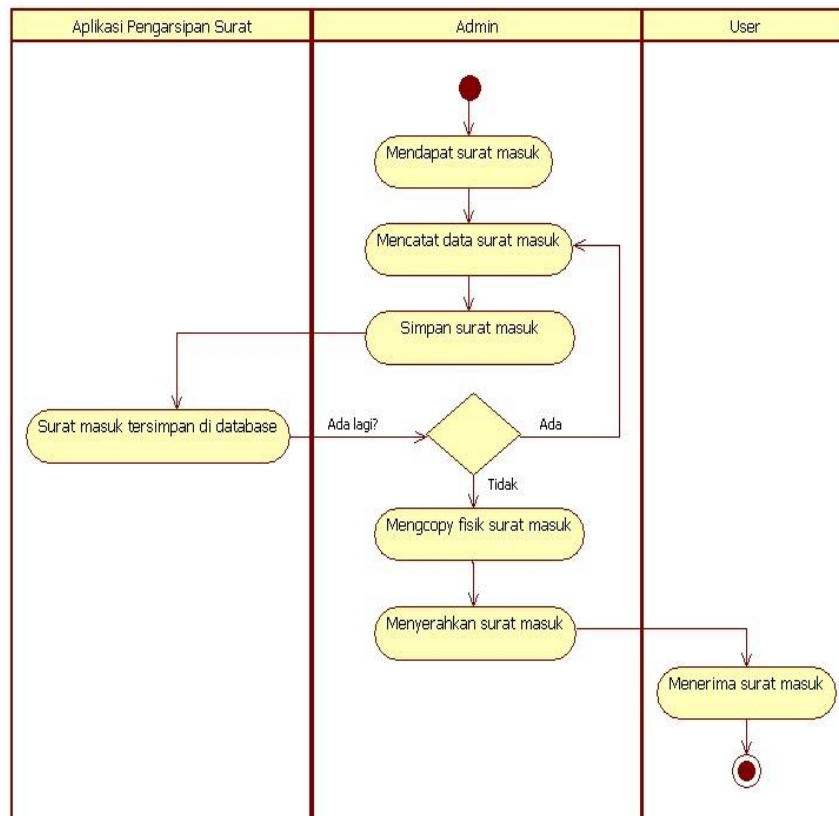 Aplikasi Pengarsipan Surat
Admin
User
Mendapat surat masuk
Mencatat data surat masuk
Simpan surat masuk
Surat masuk tersimpan di database
Ada lagi?
Ada
Tidak
Mengcopy fisik surat masuk
Menyerahkan surat masuk
Menerima surat masuk